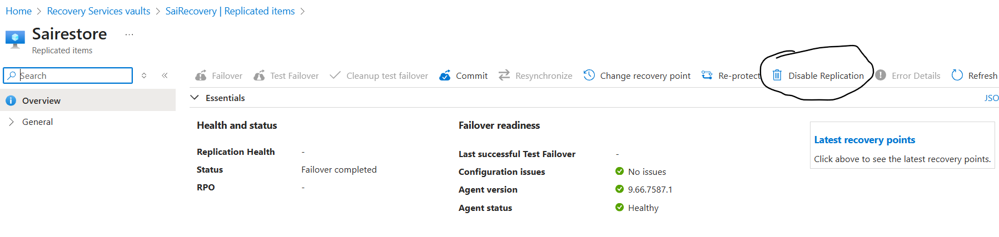 Home > Recovery Services vaults > SaiRecovery | Replicated items >
Sairestore ...
Replicated items
Search
Failover Test Failover Cleanup test failover Commit Resynchronize Change recovery point Re-protect Disable Replication Error Details Refresh
Overview
General
Essentials
JSO
Health and status
Replication Health -
Status Failover completed
RPO -
Failover readiness
Last successful Test Failover -
Configuration issues No issues
Agent version 9.66.7587.1
Agent status Healthy
Latest recovery points
Click above to see the latest recovery points.